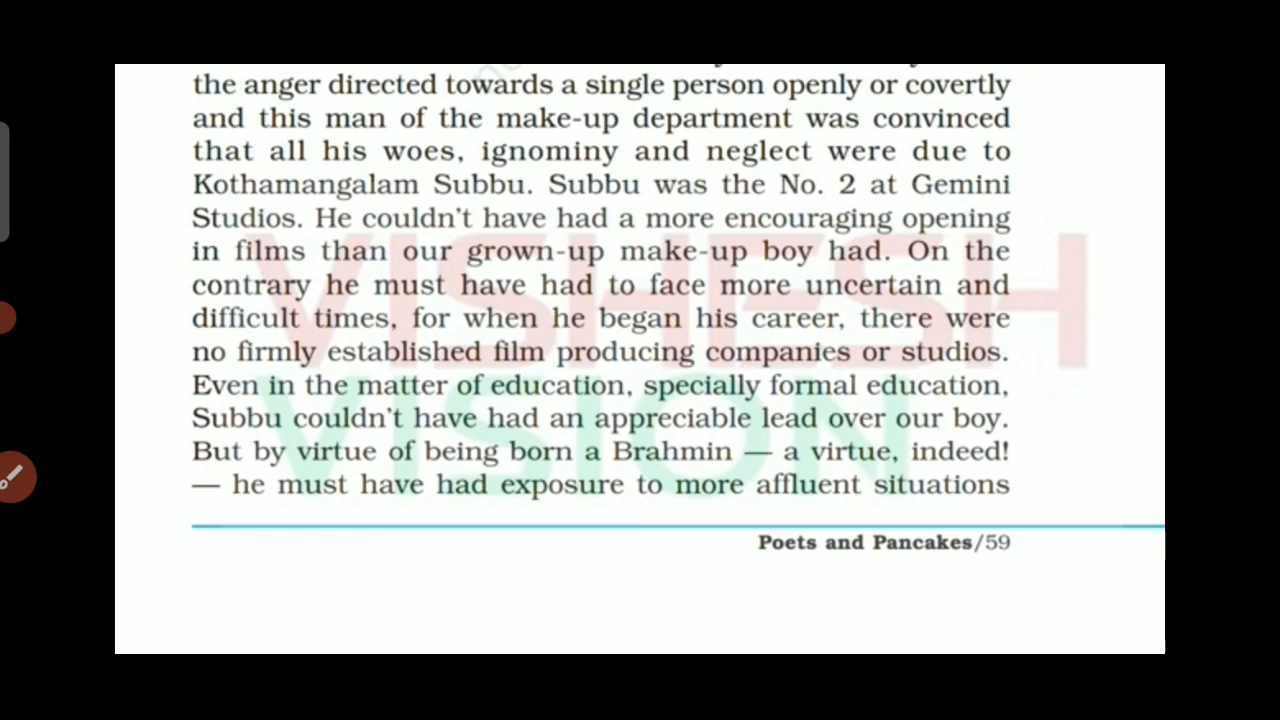 the anger directed towards a single person openly or covertly
and this man of the make-up department was convinced
that all his woes, ignominy and neglect were due to
Kothamangalam Subbu. Subbu was the No. 2 at Gemini
Studios. He couldn't have had a more encouraging opening
in films than our grown-up make-up boy had. On the
contrary he must have had to face more uncertain and
difficult times, for when he began his career, there were
no firmly established film producing companies or studios.
Even in the matter of education, specially formal education,
Subbu couldn't have had an appreciable lead over our boy.
But by virtue of being born a Brahmin — a virtue, indeed!
— he must have had exposure to more affluent situations
Poets and Pancakes/59
VISHESH
VISION